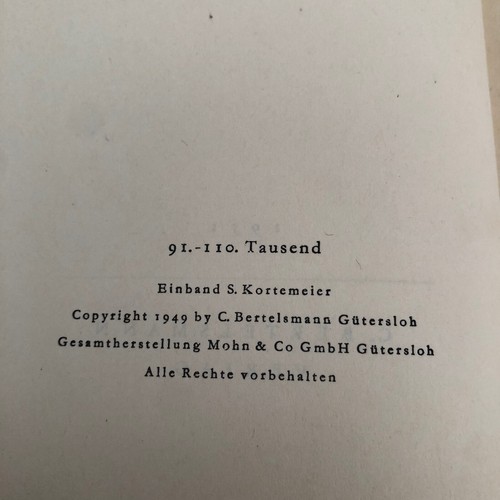 91.-110. Tausend
Einband S. Kortemeier
Copyright 1949 by C. Bertelsmann Gütersloh
Gesamtherstellung Mohn & Co GmbH Gütersloh
Alle Rechte vorbehalten